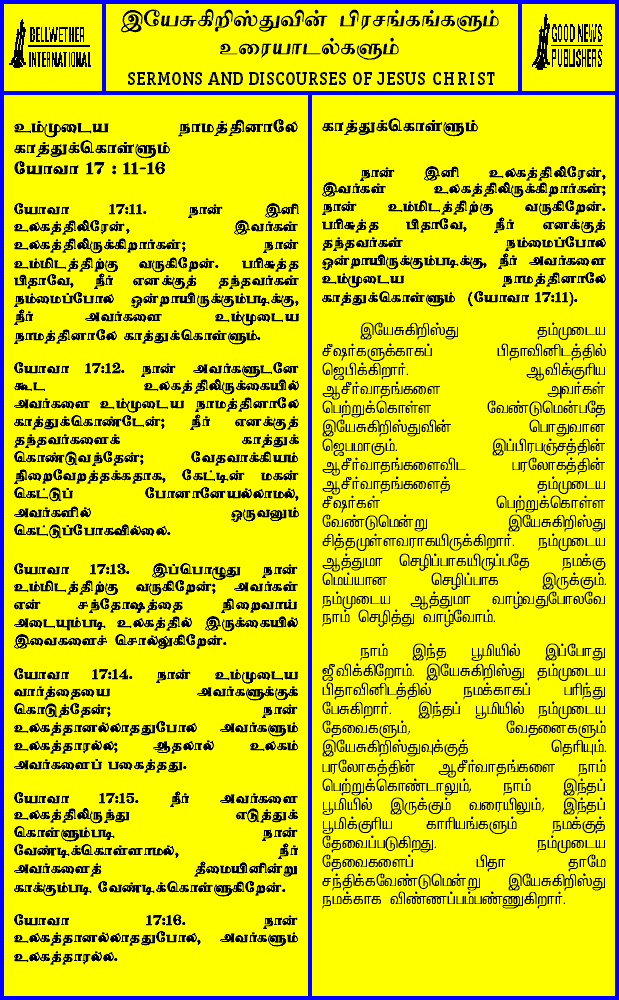 BELLWETHER
INTERNATIONAL
இயேசுகிறிஸ்துவின் பிரசங்கங்களும்
உரையாடல்களும்
SERMONS AND DISCOURSES OF JESUS CHRIST
GOOD NEWS
PUBLISHERS
உம்முடைய நாமத்தினாலே
காத்துக்கொள்ளும்
யோவா 17 : 11-16
யோவா 17:11. நான் இனி
உலகத்திலிரேன், இவர்கள்
உலகத்திலிருக்கிறார்கள்; நான்
உம்மிடத்திற்கு வருகிறேன். பரிசுத்த
பிதாவே, நீர் எனக்குத் தந்தவர்கள்
நம்மைப்போல ஒன்றாயிருக்கும்படிக்கு,
நீர் அவர்களை உம்முடைய
நாமத்தினாலே காத்துக்கொள்ளும்.
யோவா 17:12. நான் அவர்களுடனே
கூட உலகத்திலிருக்கையில்
அவர்களை உம்முடைய நாமத்தினாலே
காத்துக்கொண்டேன்; நீர் எனக்குத்
தந்தவர்களைக் காத்துக்
கொண்டுவந்தேன்; வேதவாக்கியம்
நிறைவேறத்தக்கதாக, கேட்டின் மகன்
கெட்டுப் போனானேயல்லாமல்,
அவர்களில் ஒருவனும்
கெட்டுப்போகவில்லை.
யோவா 17:13. இப்பொழுது நான்
உம்மிடத்திற்கு வருகிறேன்; அவர்கள்
என் சந்தோஷத்தை நிறைவாய்
அடையும்படி உலகத்தில் இருக்கையில்
இவைகளைச் சொல்லுகிறேன்.
யோவா 17:14. நான் உம்முடைய
வார்த்தையை அவர்களுக்குக்
கொடுத்தேன்; நான்
உலகத்தானல்லாததுபோல அவர்களும்
உலகத்தாரல்ல; ஆதலால் உலகம்
அவர்களைப் பகைத்தது.
யோவா 17:15. நீர் அவர்களை
உலகத்திலிருந்து எடுத்துக்
கொள்ளும்படி நான்
வேண்டிக்கொள்ளாமல், நீர்
அவர்களைத் தீமையினின்று
காக்கும்படி வேண்டிக்கொள்ளுகிறேன்.
யோவா 17:16. நான்
உலகத்தானல்லாததுபோல, அவர்களும்
உலகத்தாரல்ல.
காத்துக்கொள்ளும்
நான் இனி உலகத்திலிரேன்,
இவர்கள் உலகத்திலிருக்கிறார்கள்;
நான் உம்மிடத்திற்கு வருகிறேன்.
பரிசுத்த பிதாவே, நீர் எனக்குத்
தந்தவர்கள் நம்மைப்போல
ஒன்றாயிருக்கும்படிக்கு, நீர் அவர்களை
உம்முடைய நாமத்தினாலே
காத்துக்கொள்ளும் (யோவா 17:11).
இயேசுகிறிஸ்து தம்முடைய
சீஷர்களுக்காகப் பிதாவினிடத்தில்
ஜெபிக்கிறார். ஆவிக்குரிய
ஆசீர்வாதங்களை அவர்கள்
பெற்றுக்கொள்ள வேண்டுமென்பதே
இயேசுகிறிஸ்துவின் பொதுவான
ஜெபமாகும். இப்பிரபஞ்சத்தின்
ஆசீர்வாதங்களைவிட பரலோகத்தின்
ஆசீர்வாதங்களைத் தம்முடைய
சீஷர்கள் பெற்றுக்கொள்ள
வேண்டுமென்று இயேசுகிறிஸ்து
சித்தமுள்ளவராகயிருக்கிறார். நம்முடைய
ஆத்துமா செழிப்பாகயிருப்பதே நமக்கு
மெய்யான செழிப்பாக இருக்கும்.
நம்முடைய ஆத்துமா வாழ்வதுபோலவே
நாம் செழித்து வாழ்வோம்.
நாம் இந்த பூமியில் இப்போது
ஜீவிக்கிறோம். இயேசுகிறிஸ்து தம்முடைய
பிதாவினிடத்தில் நமக்காகப் பரிந்து
பேசுகிறார். இந்தப் பூமியில் நம்முடைய
தேவைகளும், வேதனைகளும்
இயேசுகிறிஸ்துவுக்குத் தெரியும்.
பரலோகத்தின் ஆசீர்வாதங்களை நாம்
பெற்றுக்கொண்டாலும், நாம் இந்தப்
பூமியில் இருக்கும் வரையிலும், இந்தப்
பூமிக்குரிய காரியங்களும் நமக்குத்
தேவைப்படுகிறது. நம்முடைய
தேவைகளைப் பிதா தாமே
சந்திக்கவேண்டுமென்று இயேசுகிறிஸ்து
நமக்காக விண்ணப்பம்பண்ணுகிறார்.